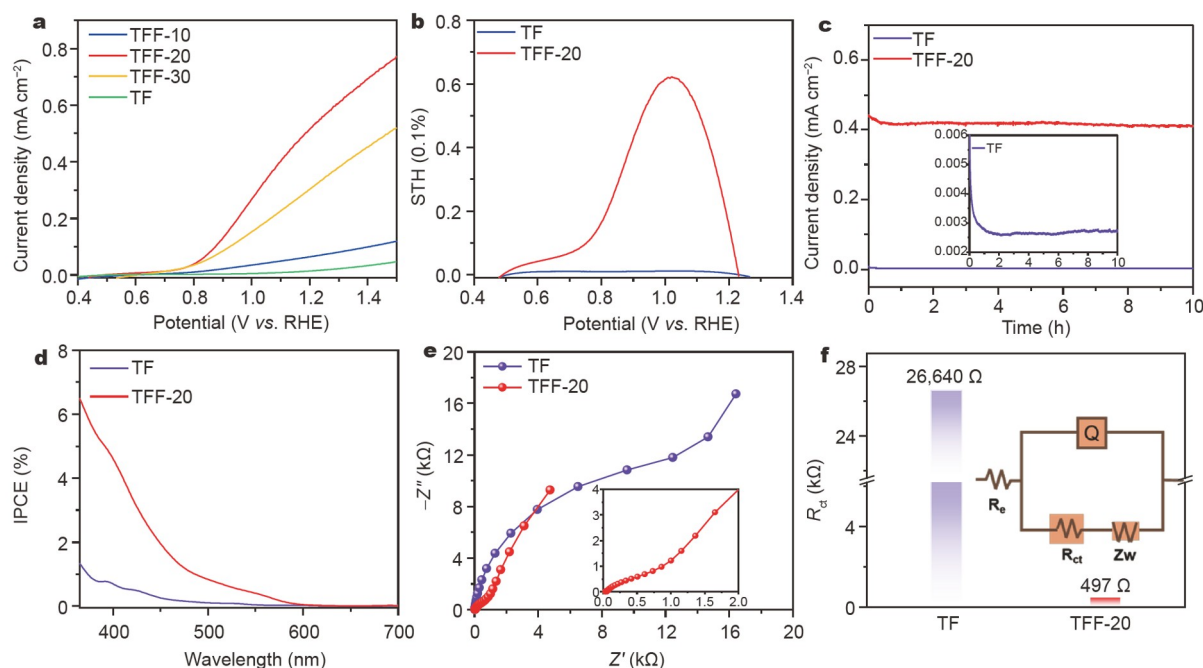 a
TFF-10
TFF-20
TFF-30
TF
Current density (mA cm⁻²)
0.8
0.6
0.4
0.2
0.0
0.4 0.6 0.8 1.0 1.2 1.4
Potential (V vs. RHE)
b
TF
TFF-20
STH (0.1%)
0.8
0.6
0.4
0.2
0.0
0.4 0.6 0.8 1.0 1.2 1.4
Potential (V vs. RHE)
c
TF
TFF-20
Current density (mA cm⁻²)
0.6
0.4
0.2
0.0
0 2 4 6 8 10
Time (h)
0.006
0.005
0.004
0.003
0.002
TF
0 2 4 6 8 10
d
TF
TFF-20
IPCE (%)
8
6
4
2
0
400 500 600 700
Wavelength (nm)
e
TF
TFF-20
−Z″ (kΩ)
20
16
12
8
4
0
0 4 8 12 16 20
Z′ (kΩ)
4
3
2
1
0
0.0 0.5 1.0 1.5 2.0
f
Rct (kΩ)
28
26
24
4
0
26,640 Ω
497 Ω
Q
Re
Rct Zw
TF TFF-20